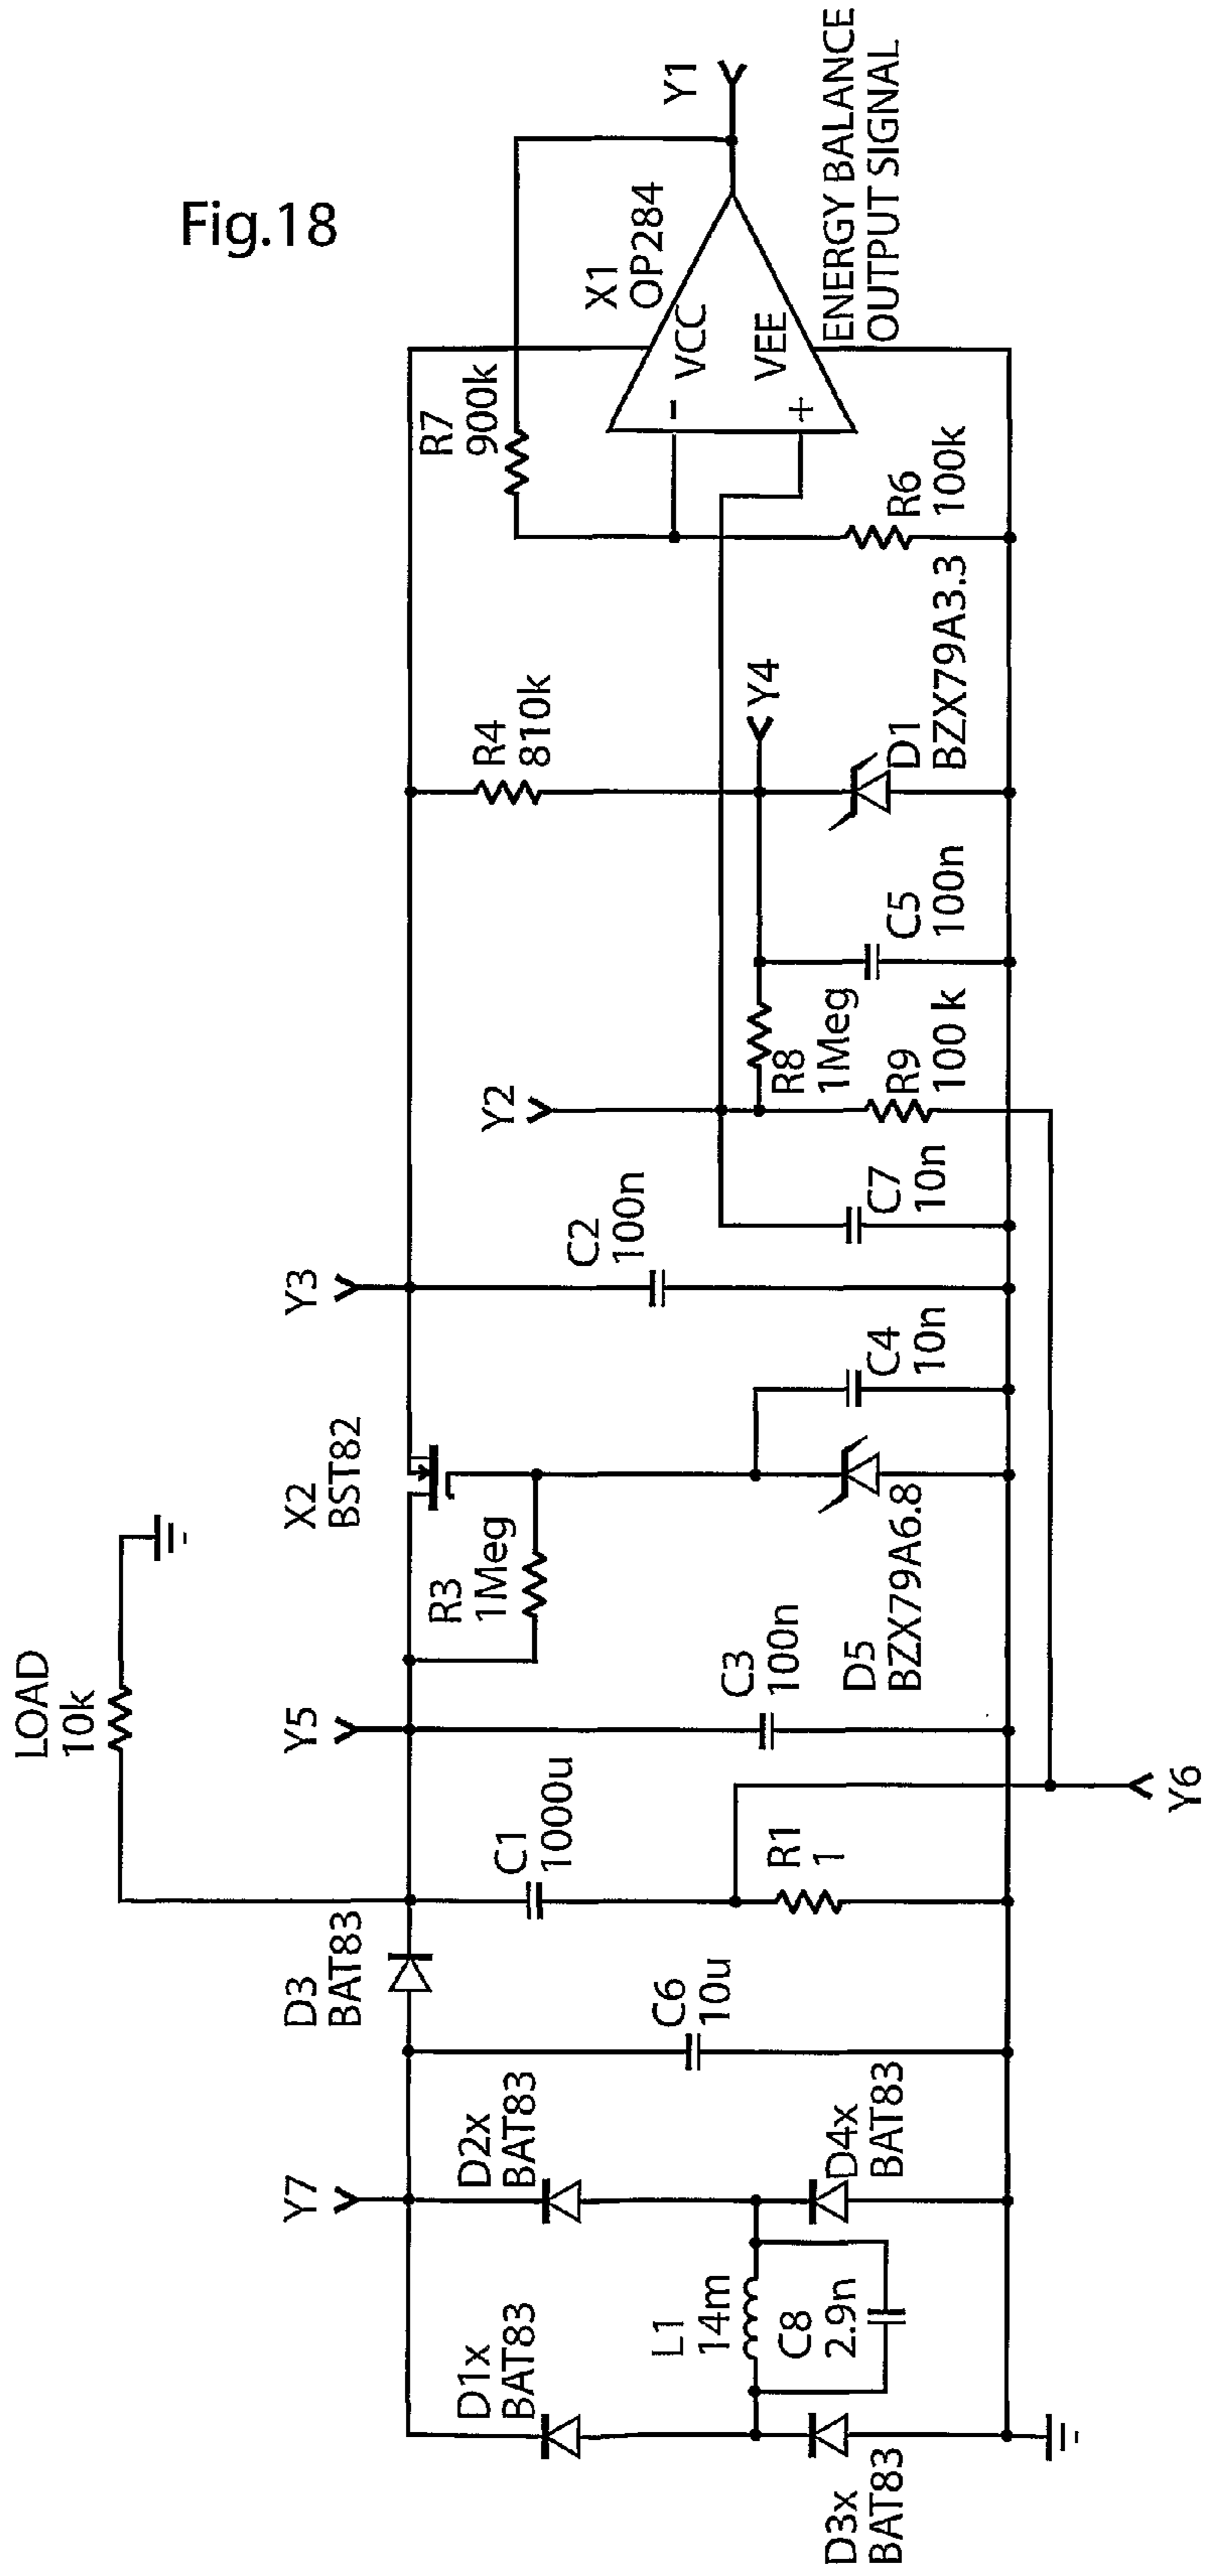 Fig.18
LOAD
10k
Y7
D3
BAT83
Y5
X2
BST82
Y3
D1x
BAT83
D2x
BAT83
C1
1000u
R3
1Meg
Y2
R4
810k
R7
900k
X1
OP284
Y1
L1
14m
C6
10u
C3
100n
C2
100n
VCC
VEE
-
+
C8
2.9n
R1
1
Y4
R8
1Meg
D3x
BAT83
D4x
BAT83
D5
BZX79A6.8
C4
10n
C7
10n
R9
100 k
C5
100n
D1
BZX79A3.3
R6
100k
ENERGY BALANCE
OUTPUT SIGNAL
Y6